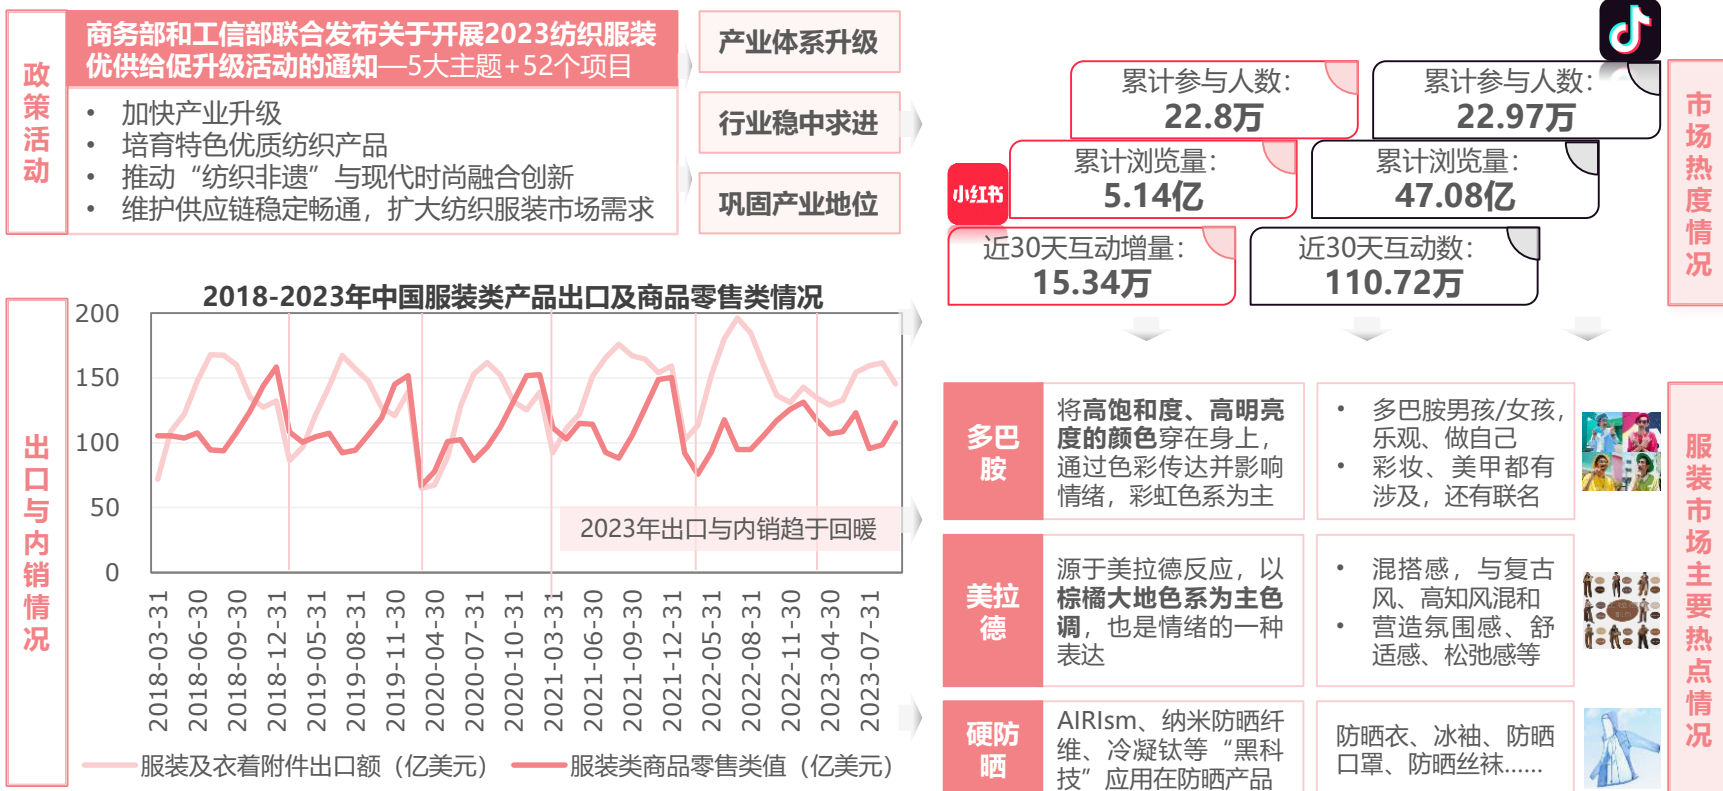 政策活动
商务部和工信部联合发布关于开展2023纺织服装
优供给促升级活动的通知—5大主题+52个项目
• 加快产业升级
• 培育特色优质纺织产品
• 推动“纺织非遗”与现代时尚融合创新
• 维护供应链稳定畅通，扩大纺织服装市场需求
产业体系升级
行业稳中求进
巩固产业地位
小红书
累计参与人数：
22.8万
累计参与人数：
22.97万
累计浏览量：
5.14亿
累计浏览量：
47.08亿
近30天互动增量：
15.34万
近30天互动数：
110.72万
市场热度情况
出口与内销情况
2018-2023年中国服装类产品出口及商品零售类情况
200
150
100
50
0
2023年出口与内销趋于回暖
2018-03-31
2018-06-30
2018-09-30
2018-12-31
2019-05-31
2019-08-31
2019-11-30
2020-04-30
2020-07-31
2020-10-31
2021-03-31
2021-06-30
2021-09-30
2021-12-31
2022-05-31
2022-08-31
2022-11-30
2023-04-30
2023-07-31
服装及衣着附件出口额（亿美元）
服装类商品零售类值（亿美元）
多巴
胺
将高饱和度、高明亮
度的颜色穿在身上，
通过色彩传达并影响
情绪，彩虹色系为主
• 多巴胺男孩/女孩，
乐观、做自己
• 彩妆、美甲都有
涉及，还有联名
美拉
德
源于美拉德反应，以
棕橘大地色系为主色
调，也是情绪的一种
表达
• 混搭感，与复古
风、高知风混和
• 营造氛围感、舒
适感、松弛感等
硬防
晒
AIRIsm、纳米防晒纤
维、冷凝钛等“黑科
技”应用在防晒产品
防晒衣、冰袖、防晒
口罩、防晒丝袜……
服装市场主要热点情况